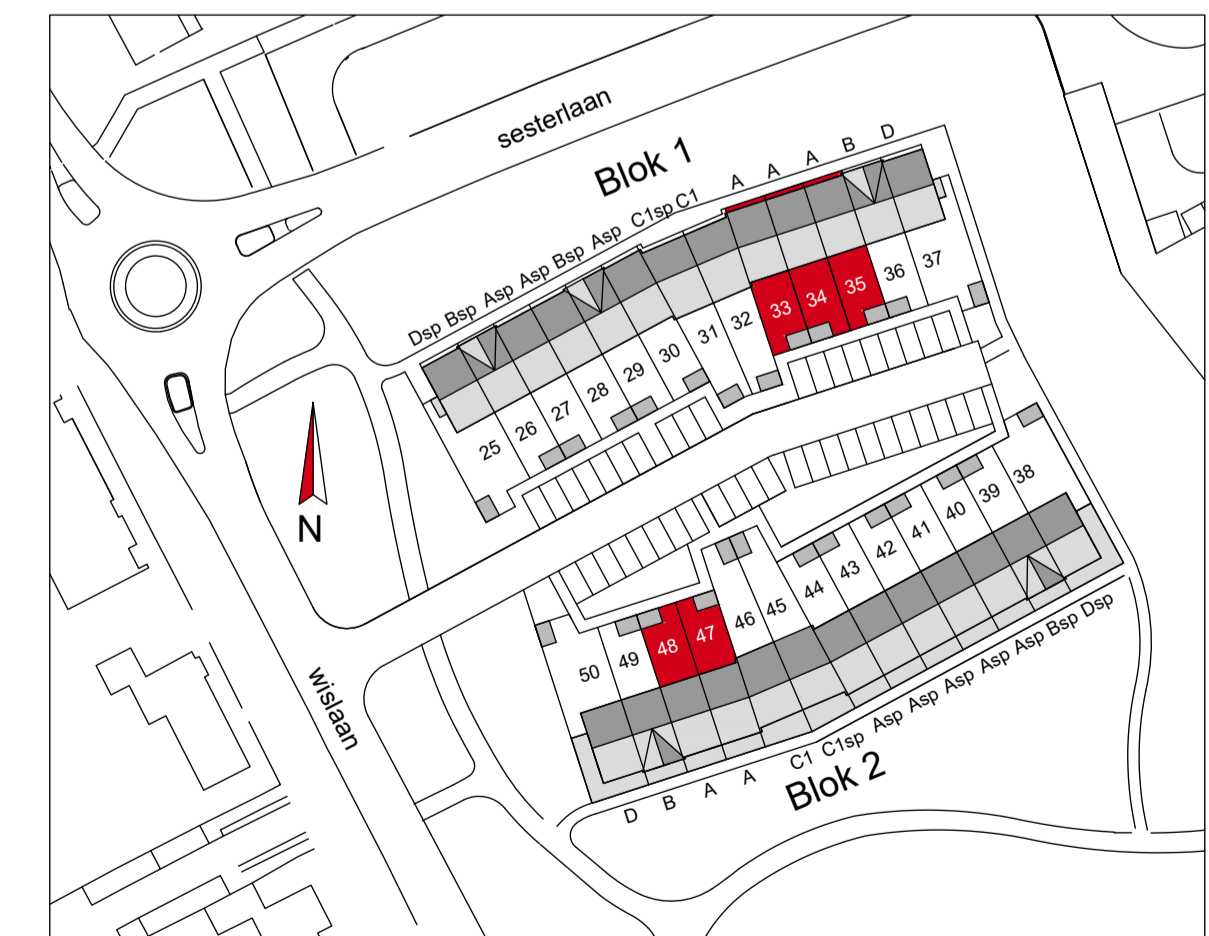 sesterlaan
Blok 1
Dsp Bsp Asp Asp Bsp Asp C1sp C1 A A A B D
25 26 27 28 29 30 31 32 33 34 35 36 37
N
wislaan
50 49 48 47 46 45 44 43 42 41 40 39 38
D B A A C1 C1sp Asp Asp Asp Asp Bsp Dsp
Blok 2